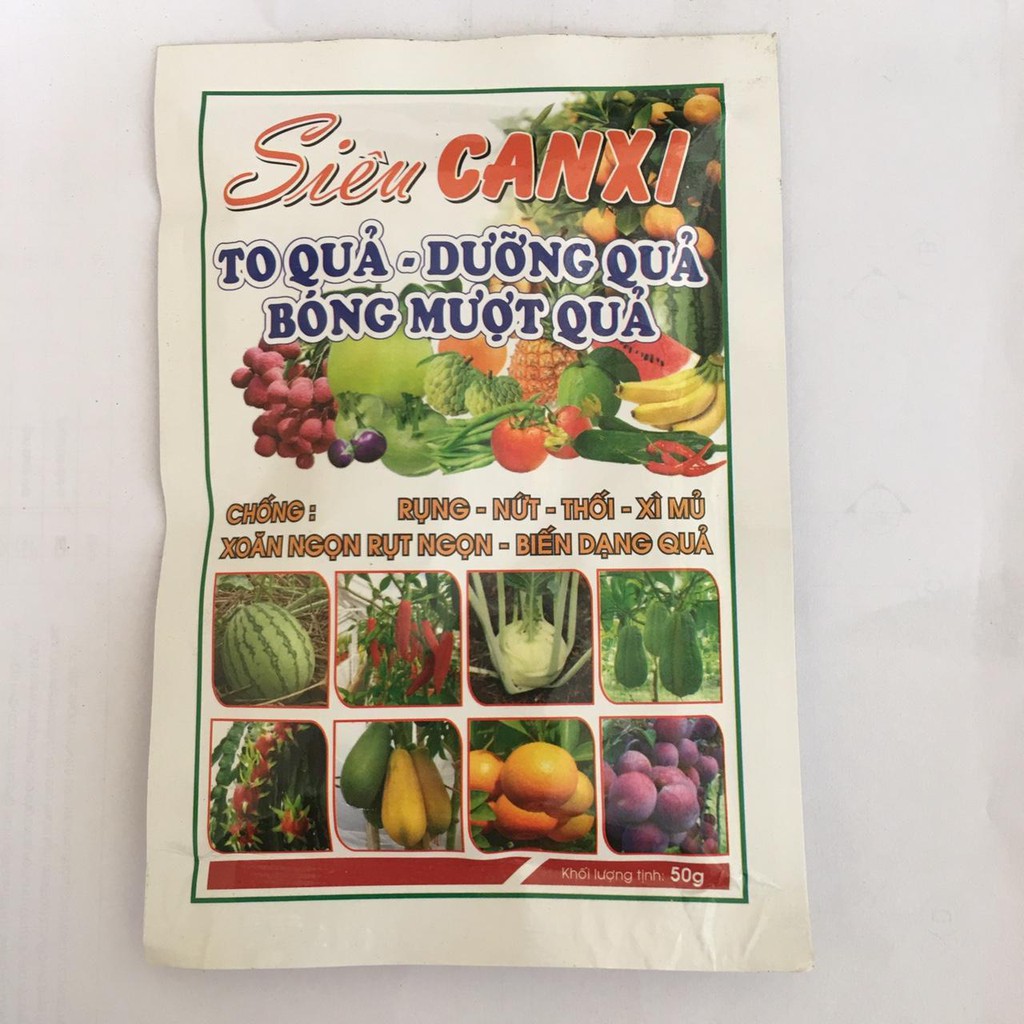 Siêu CANXI
TO QUẢ - DƯỠNG QUẢ
BÓNG MƯỢT QUẢ
CHỐNG : RỤNG - NỨT - THỐI - XÌ MỦ
XOĂN NGỌN RỤT NGỌN - BIẾN DẠNG QUẢ
Khối lượng tịnh: 50g